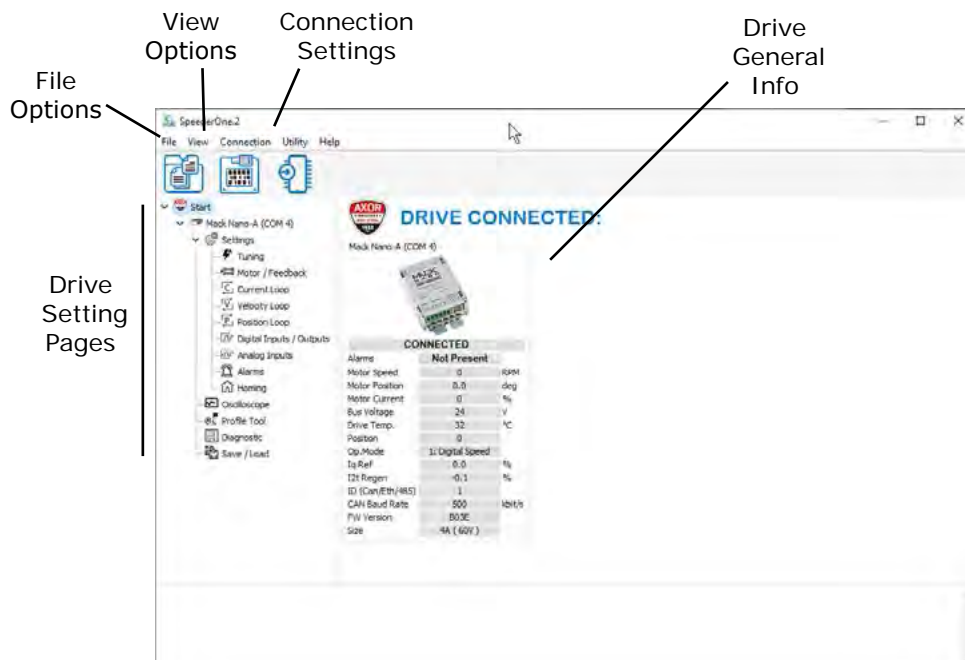 View
Options
Connection
Settings
Drive
General
Info
File
Options
SpeederOne.2
File View Connection Utility Help
Start
Mack Nano-A (COM 4)
Settings
Tuning
Motor / Feedback
Current Loop
Velocity Loop
Position Loop
Digital Inputs / Outputs
Analog Inputs
Alarms
Homing
Oscilloscope
Profile Tool
Diagnostic
Save / Load
Drive
Setting
Pages
AXOR
DRIVE CONNECTED:
Mack Nano-A (COM 4)
CONNECTED
Alarms Not Present
Motor Speed 0 RPM
Motor Position 0.0 deg
Motor Current 0 %
Bus Voltage 24 V
Drive Temp. 32 °C
Position 0
Op.Mode 1: Digital Speed
Iq Ref 0.0 %
I2t Regen -0.1 %
ID (Can/Eth/485) 1
CAN Baud Rate 500 kbit/s
FW Version B03E
Size 4A ( 60V )